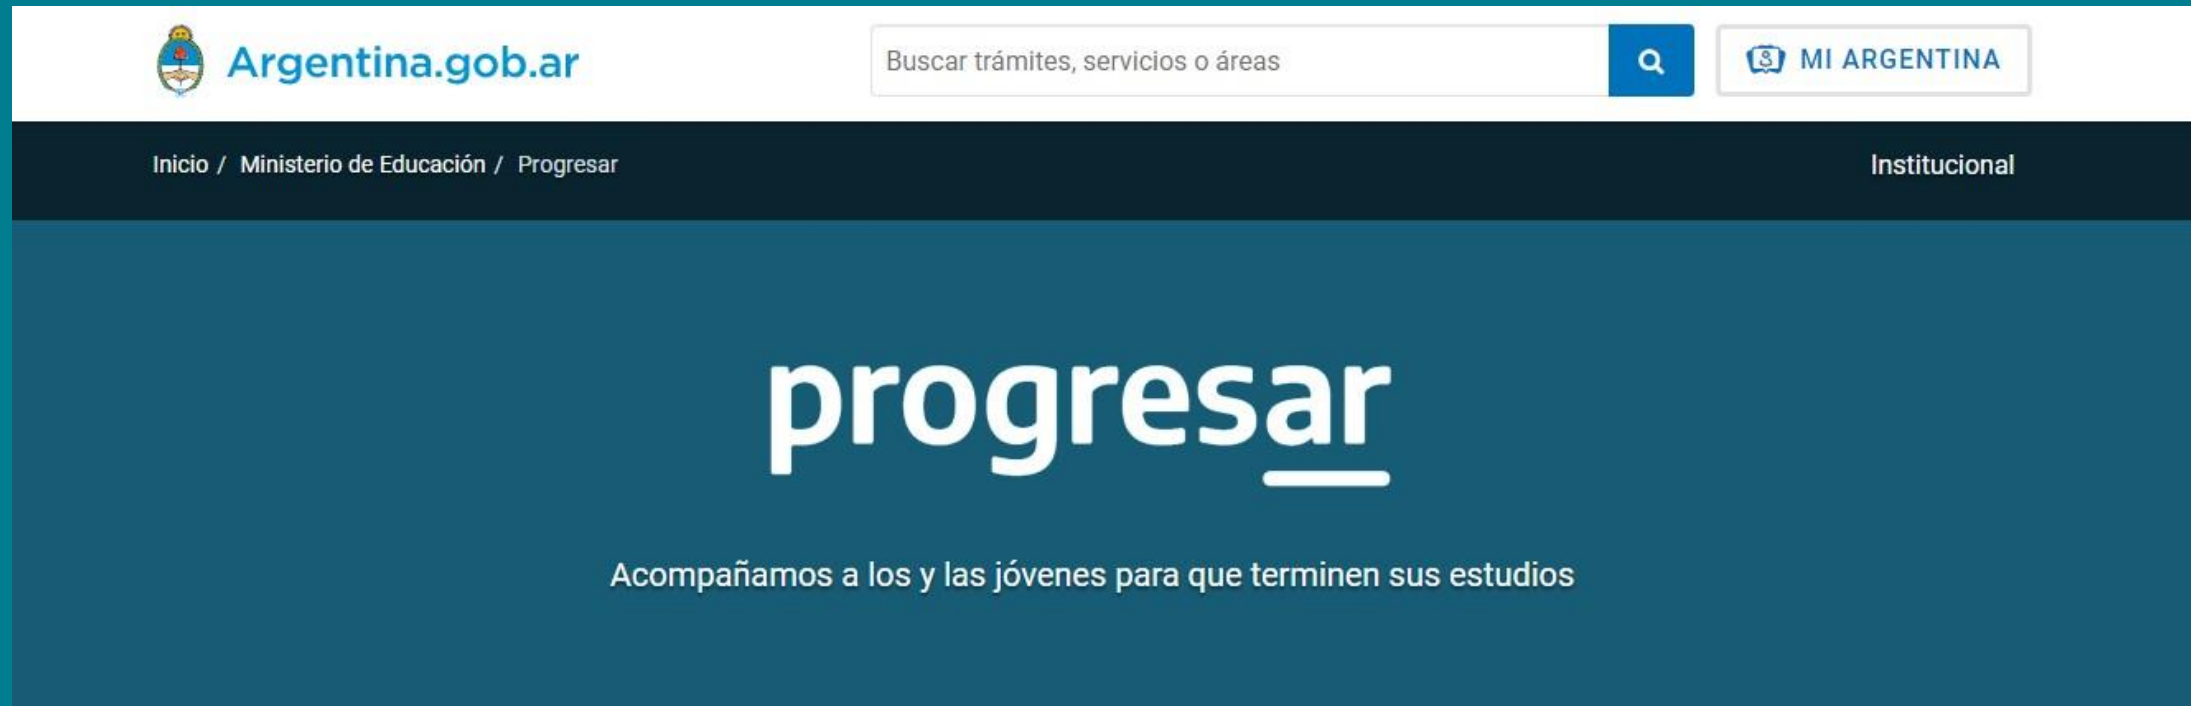 Argentina.gob.ar
Buscar trámites, servicios o áreas
MI ARGENTINA
Inicio / Ministerio de Educación / Progresar
Institucional
progresar
Acompañamos a los y las jóvenes para que terminen sus estudios